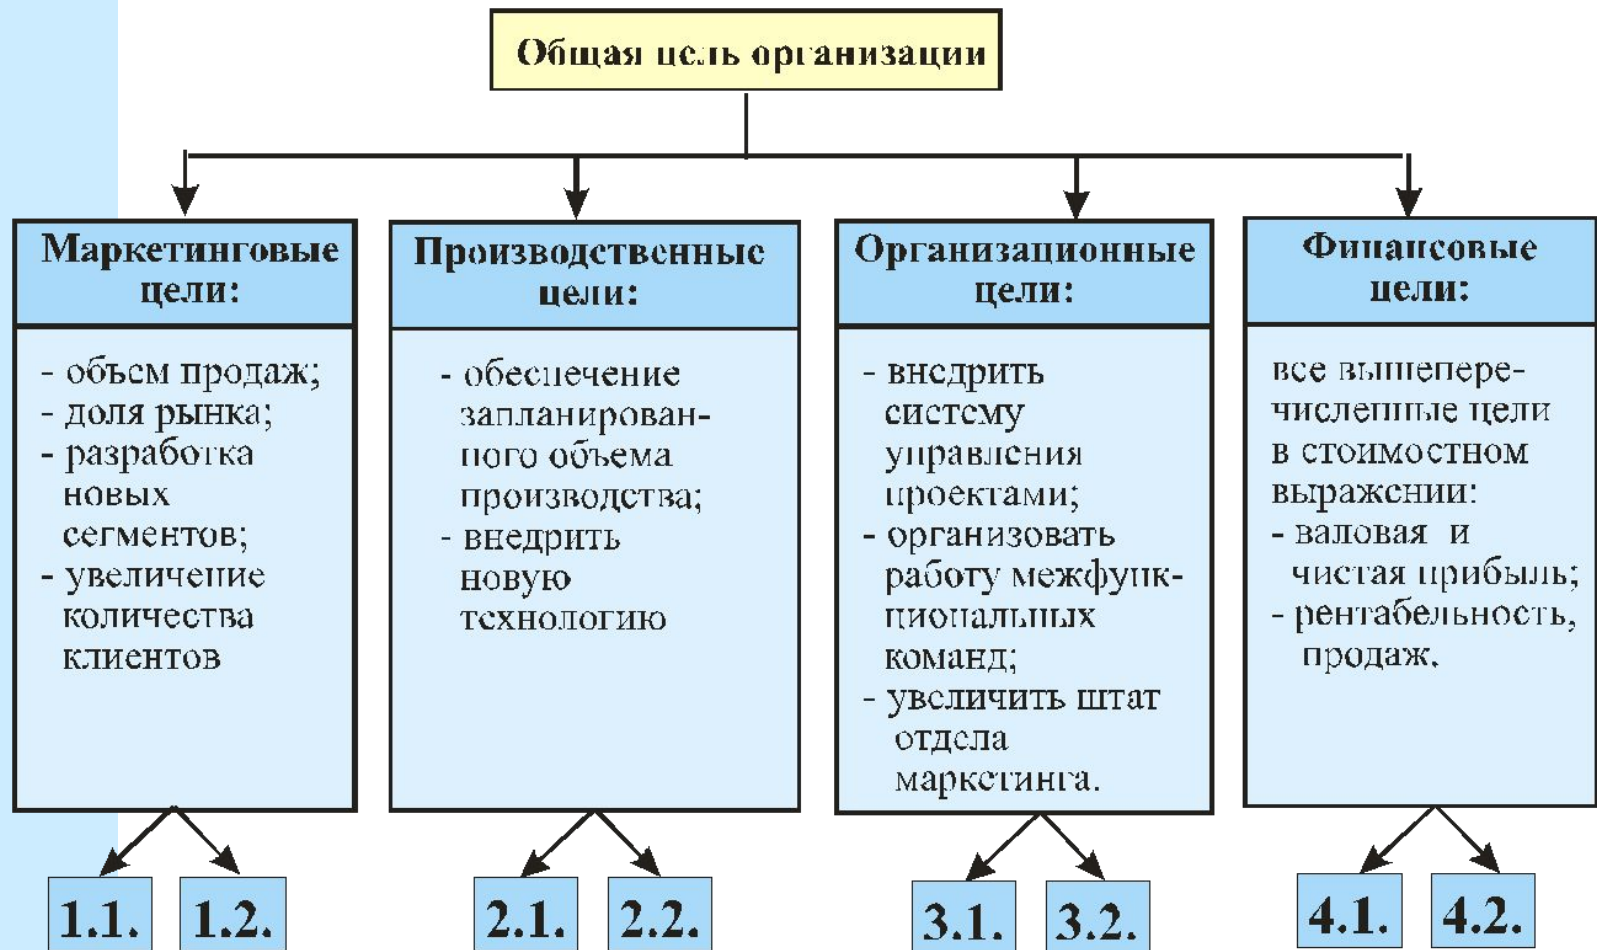 Общая цель организации
Маркетинговые
цели:
- объем продаж;
- доля рынка;
- разработка
новых
сегментов;
- увеличение
количества
клиентов
Производственные
цели:
- обеспечение
запланирован-
ного объема
производства;
- внедрить
новую
технологию
Организационные
цели:
- внедрить
систему
управления
проектами;
- организовать
работу межфунк-
циональных
команд;
- увеличить штат
отдела
маркетинга.
Финансовые
цели:
все вышепере-
численные цели
в стоимостном
выражении:
- валовая и
чистая прибыль;
- рентабельность,
продаж.
1.1.
1.2.
2.1.
2.2.
3.1.
3.2.
4.1.
4.2.